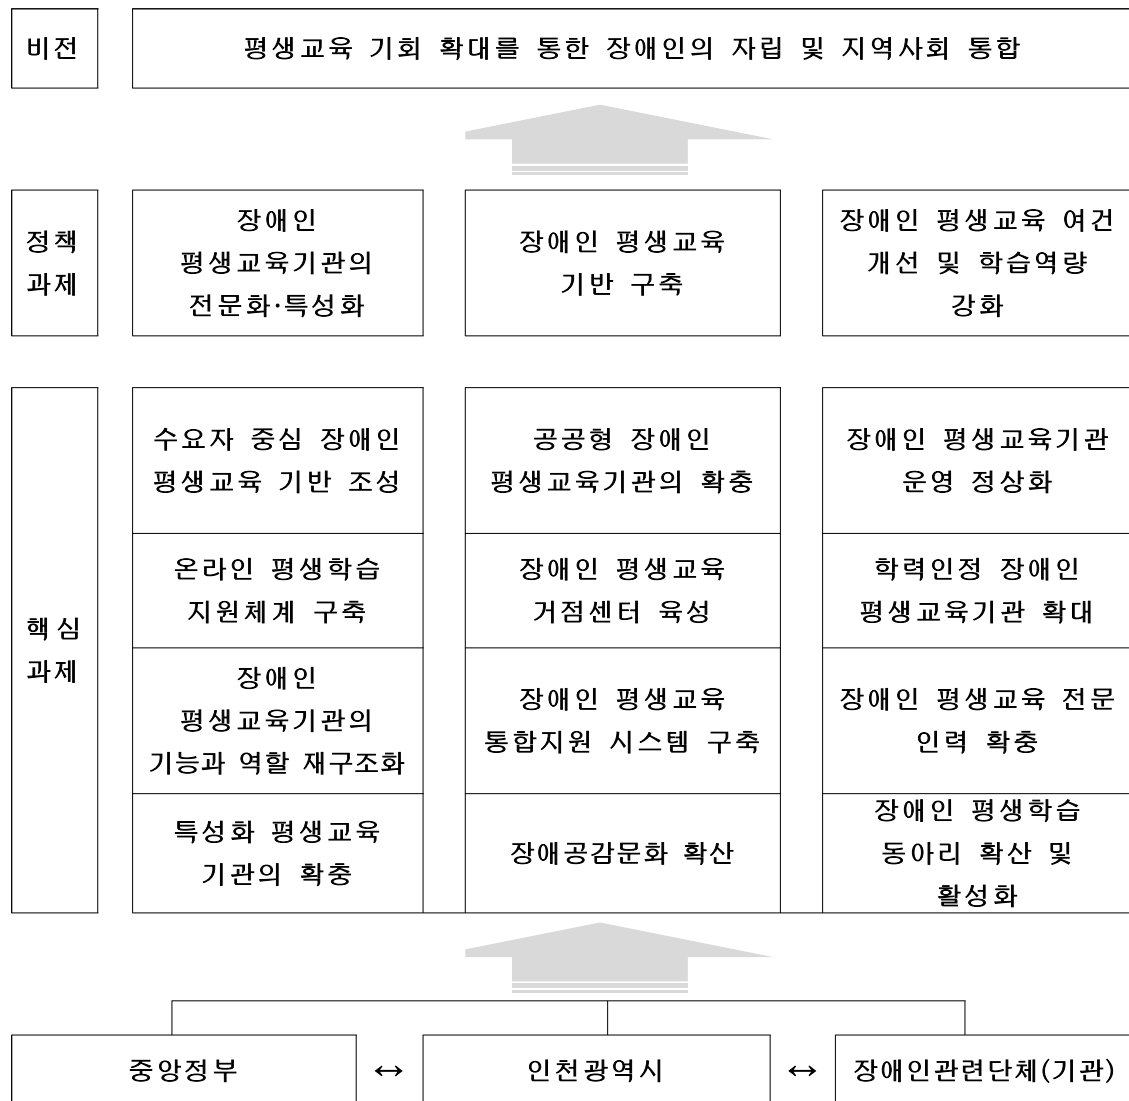 비전
평생교육 기회 확대를 통한 장애인의 자립 및 지역사회 통합
정책
과제
장애인
평생교육기관의
전문화·특성화
장애인 평생교육
기반 구축
장애인 평생교육 여건
개선 및 학습역량
강화
핵심
과제
수요자 중심 장애인
평생교육 기반 조성
공공형 장애인
평생교육기관의 확충
장애인 평생교육기관
운영 정상화
온라인 평생학습
지원체계 구축
장애인 평생교육
거점센터 육성
학력인정 장애인
평생교육기관 확대
장애인
평생교육기관의
기능과 역할 재구조화
장애인 평생교육
통합지원 시스템 구축
장애인 평생교육 전문
인력 확충
특성화 평생교육
기관의 확충
장애공감문화 확산
장애인 평생학습
동아리 확산 및
활성화
중앙정부 ↔ 인천광역시 ↔ 장애인관련단체(기관)